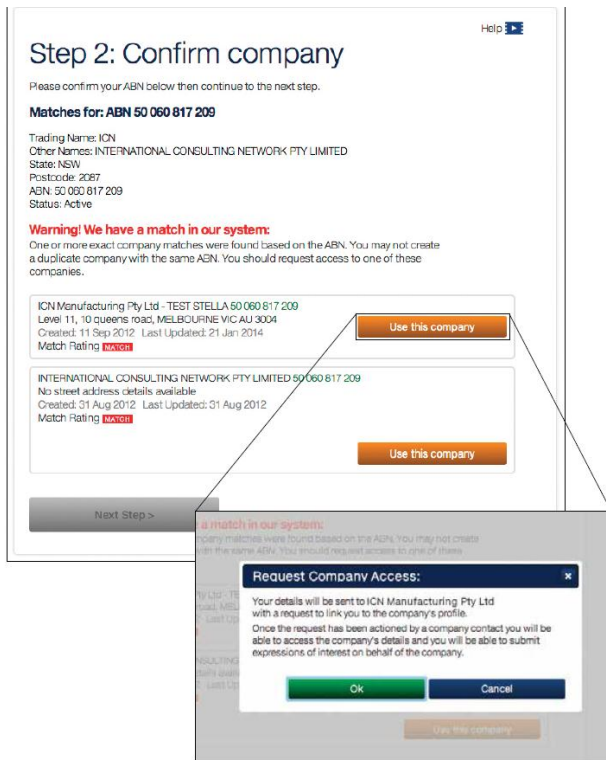 Help
Step 2: Confirm company
Please confirm your ABN below then continue to the next step.
Matches for: ABN 50 060 817 209
Trading Name: ICN
Other Names: INTERNATIONAL CONSULTING NETWORK PTY LIMITED
State: NSW
Postcode: 2087
ABN: 50 060 817 209
Status: Active
Warning! We have a match in our system:
One or more exact company matches were found based on the ABN. You may not create
a duplicate company with the same ABN. You should request access to one of these
companies.
ICN Manufacturing Pty Ltd - TEST STELLA 50 060 817 209
Level 11, 10 queens road, MELBOURNE VIC AU 3004
Created: 11 Sep 2012 Last Updated: 21 Jan 2014
Match Rating MATCH
Use this company
INTERNATIONAL CONSULTING NETWORK PTY LIMITED 50 060 817 209
No street address details available
Created: 31 Aug 2012 Last Updated: 31 Aug 2012
Match Rating MATCH
Use this company
Next Step >
a match in our system:
company matches were found based on the ABN. You may not create
with the same ABN. You should request access to one of these
Request Company Access: x
Your details will be sent to ICN Manufacturing Pty Ltd
with a request to link you to the company's profile.
Once the request has been actioned by a company contact you will be
able to access the company's details and you will be able to submit
expressions of interest on behalf of the company.
Ok
Cancel
Use this company